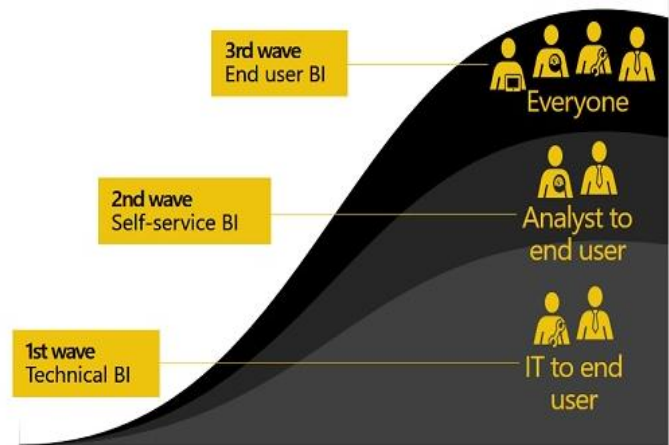 3rd wave
End user BI
Everyone
2nd wave
Self-service BI
Analyst to
end user
1st wave
Technical BI
IT to end
user